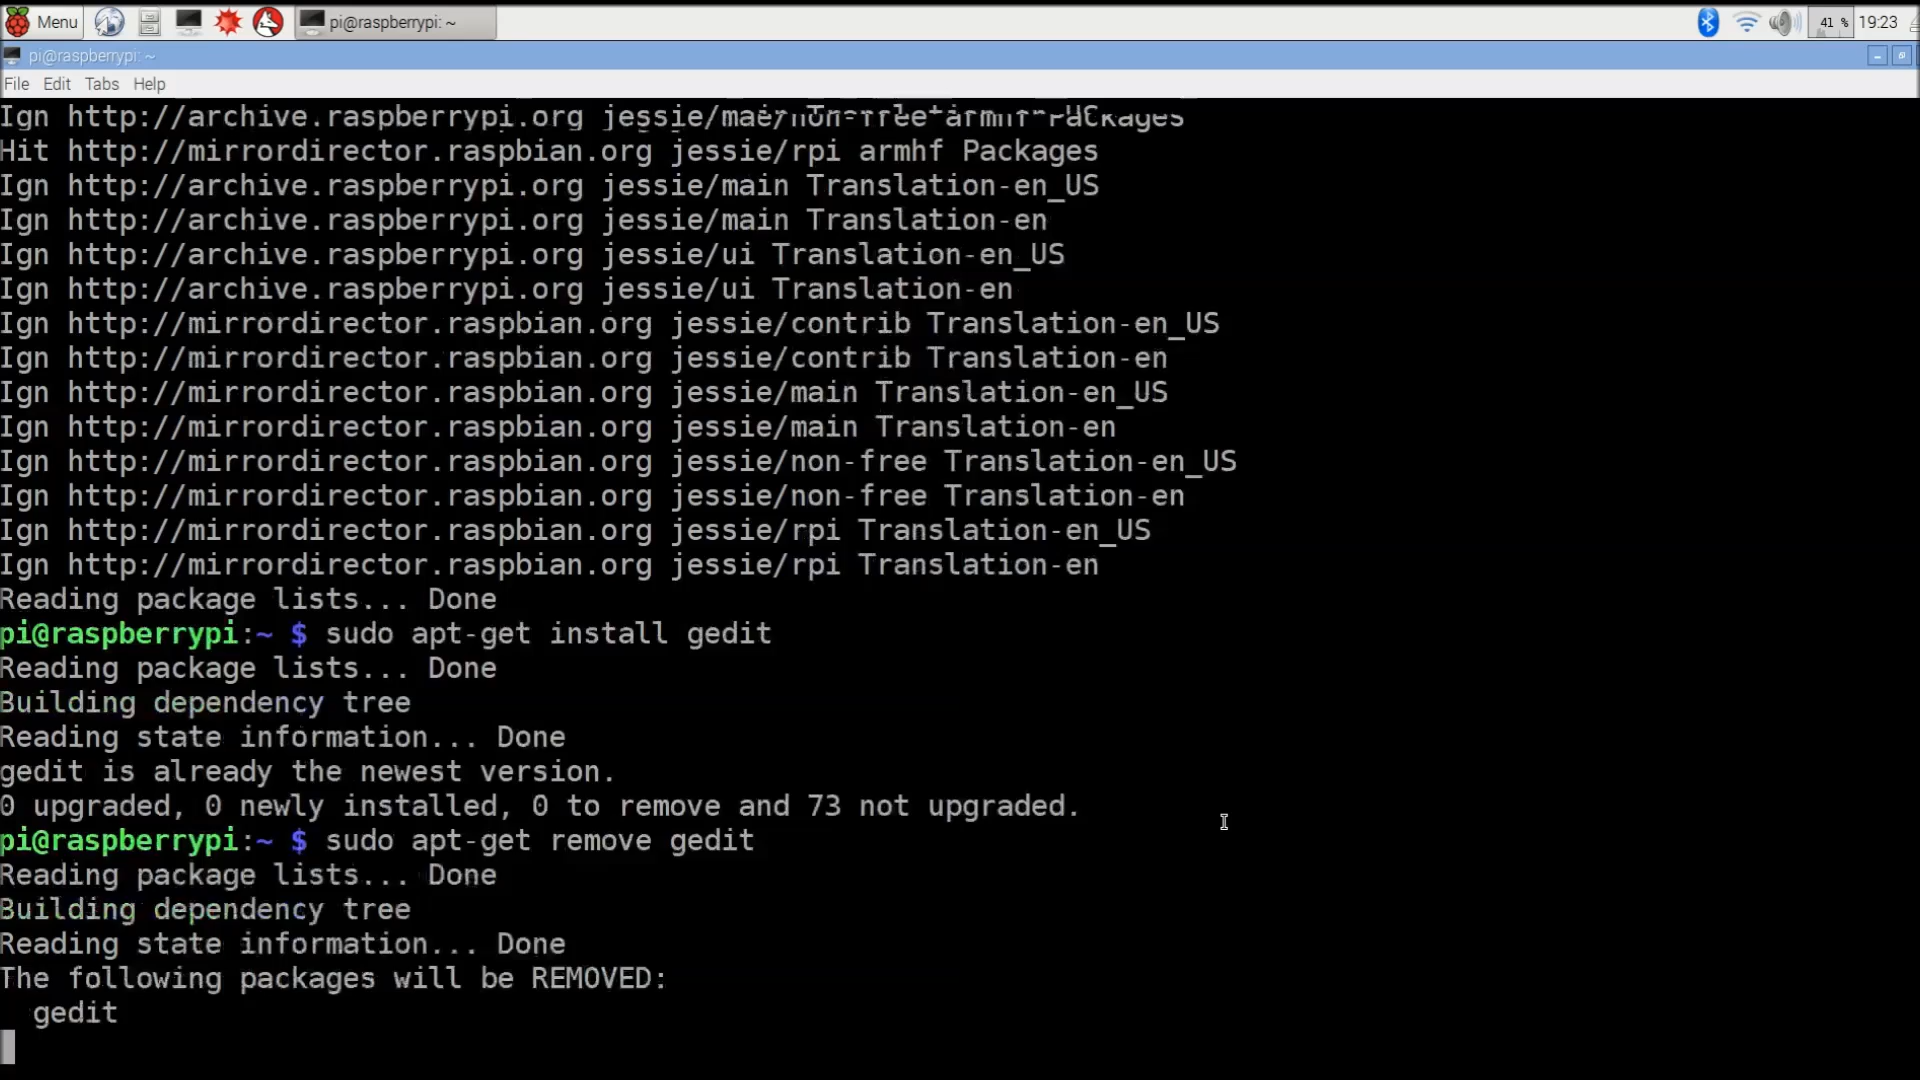 Menu
pi@raspberrypi: ~
41 %
19:23
pi@raspberrypi: ~
File Edit Tabs Help
Ign http://archive.raspberrypi.org
Hit http://mirrordirector.raspbian.org jessie/rpi armhf Packages
Ign http://archive.raspberrypi.org jessie/main Translation-en_US
Ign http://archive.raspberrypi.org jessie/main Translation-en
Ign http://archive.raspberrypi.org jessie/ui Translation-en_US
Ign http://archive.raspberrypi.org jessie/ui Translation-en
Ign http://mirrordirector.raspbian.org jessie/contrib Translation-en_US
Ign http://mirrordirector.raspbian.org jessie/contrib Translation-en
Ign http://mirrordirector.raspbian.org jessie/main Translation-en_US
Ign http://mirrordirector.raspbian.org jessie/main Translation-en
Ign http://mirrordirector.raspbian.org jessie/non-free Translation-en_US
Ign http://mirrordirector.raspbian.org jessie/non-free Translation-en
Ign http://mirrordirector.raspbian.org jessie/rpi Translation-en_US
Ign http://mirrordirector.raspbian.org jessie/rpi Translation-en
Reading package lists... Done
pi@raspberrypi:~ $ sudo apt-get install gedit
Reading package lists... Done
Building dependency tree
Reading state information... Done
gedit is already the newest version.
0 upgraded, 0 newly installed, 0 to remove and 73 not upgraded.
pi@raspberrypi:~ $ sudo apt-get remove gedit
Reading package lists... Done
Building dependency tree
Reading state information... Done
The following packages will be REMOVED:
  gedit